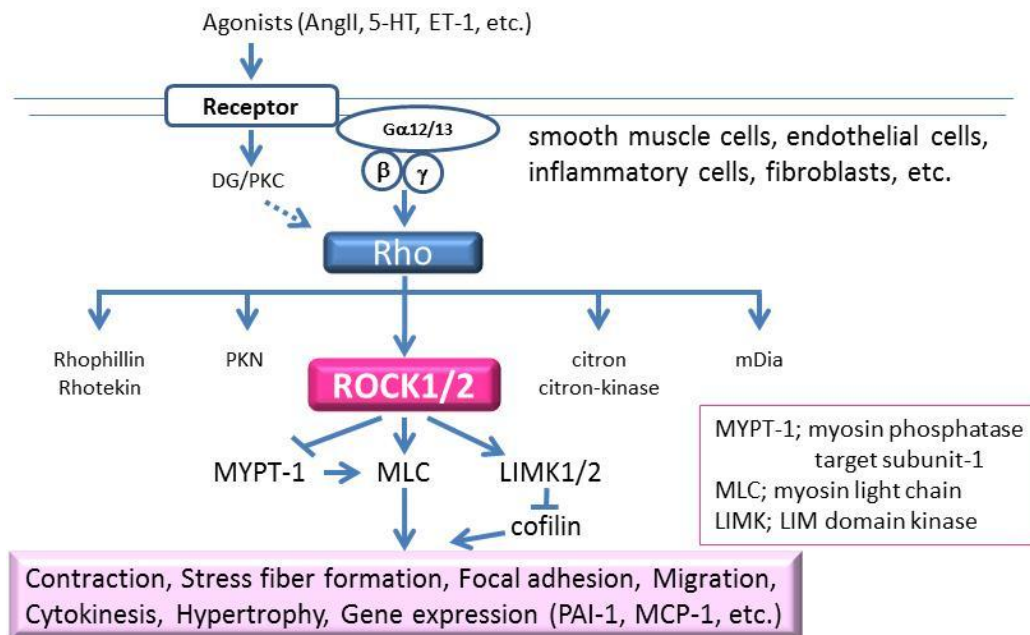 Agonists (AngII, 5-HT, ET-1, etc.)
Receptor
Gα12/13
β γ
DG/PKC
smooth muscle cells, endothelial cells,
inflammatory cells, fibroblasts, etc.
Rho
Rhophillin
Rhotekin
PKN
citron
citron-kinase
mDia
ROCK1/2
MYPT-1
MLC
LIMK1/2
cofilin
MYPT-1; myosin phosphatase
target subunit-1
MLC; myosin light chain
LIMK; LIM domain kinase
Contraction, Stress fiber formation, Focal adhesion, Migration,
Cytokinesis, Hypertrophy, Gene expression (PAI-1, MCP-1, etc.)